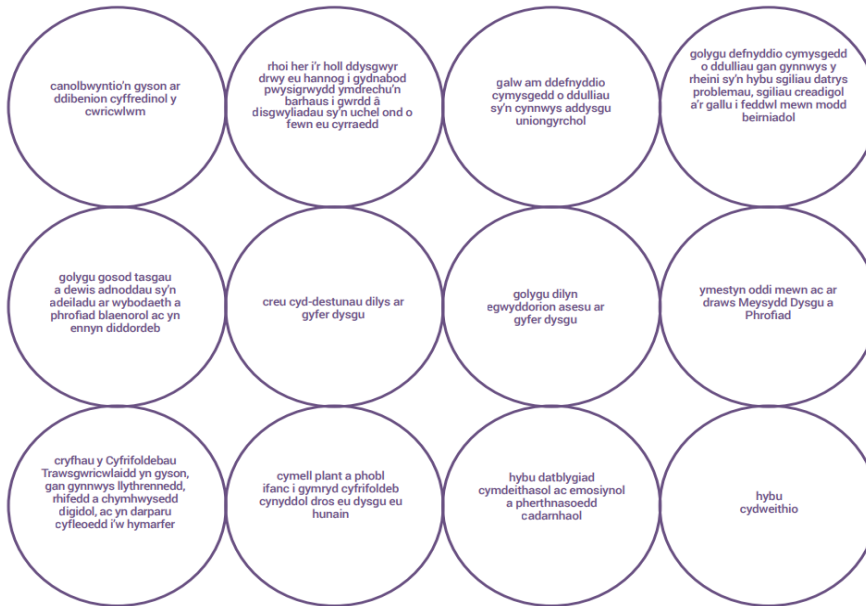 canolbwyntio'n gyson ar
ddibenion cyffredinol y
cwricwlwm
rhoi her i'r holl ddysgwyr
drwy eu hannog i gydnabod
pwysigrwydd ymdrechu'n
barhaus i gwrdd â
disgwyliadau sy'n uchel ond o
fewn eu cyrraedd
galw am ddefnyddio
cymysgedd o ddulliau
sy'n cynnwys addysgu
uniongyrchol
golygu defnyddio cymysgedd
o ddulliau gan gynnwys y
rheini sy'n hybu sgiliau datrys
problemau, sgiliau creadigol
a'r gallu i feddwl mewn modd
beirniadol
golygu gosod tasgau
a dewis adnoddau sy'n
adeiladu ar wybodaeth a
phrofiad blaenorol ac yn
ennyn diddordeb
creu cyd-destunau dilys ar
gyfer dysgu
golygu dilyn
egwyddorion asesu ar
gyfer dysgu
ymestyn oddi mewn ac ar
draws Meysydd Dysgu a
Phrofiad
cryfhau y Cyfrifoldebau
Trawsgwricwlaidd yn gyson,
gan gynnwys llythrennedd,
rhifedd a chymhwysedd
digidol, ac yn darparu
cyfleoedd i'w hymarfer
cymell plant a phobl
ifanc i gymryd cyfrifoldeb
cynyddol dros eu dysgu eu
hunain
hybu datblygiad
cymdeithasol ac emosiynol
a pherthnasoedd
cadarnhaol
hybu
cydweithio